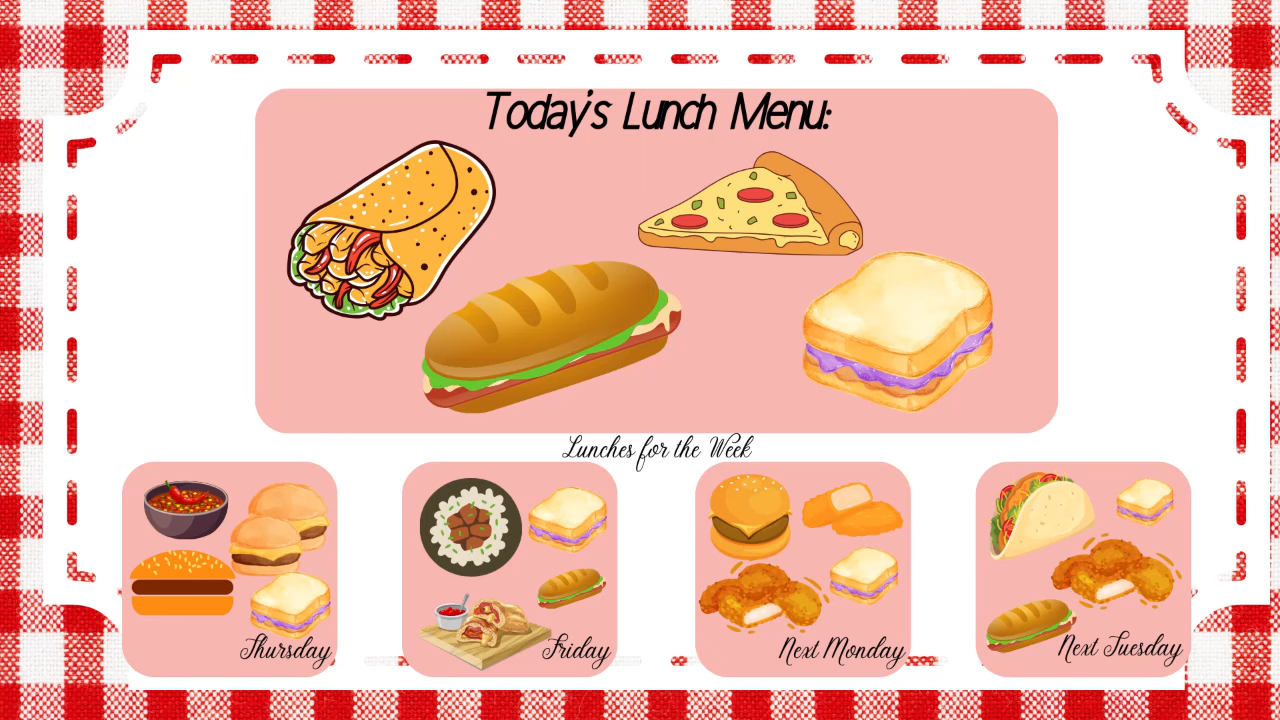 Today's Lunch Menu:
Lunches for the Week
Thursday
Friday
Next Monday
Next Tuesday